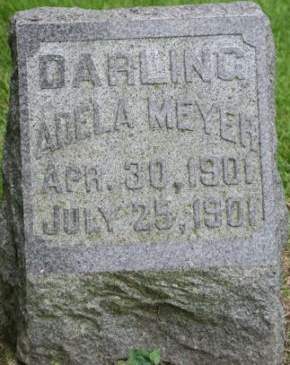 DARLING
ADELA MEYER
APR. 30, 1901
JULY 25, 1901